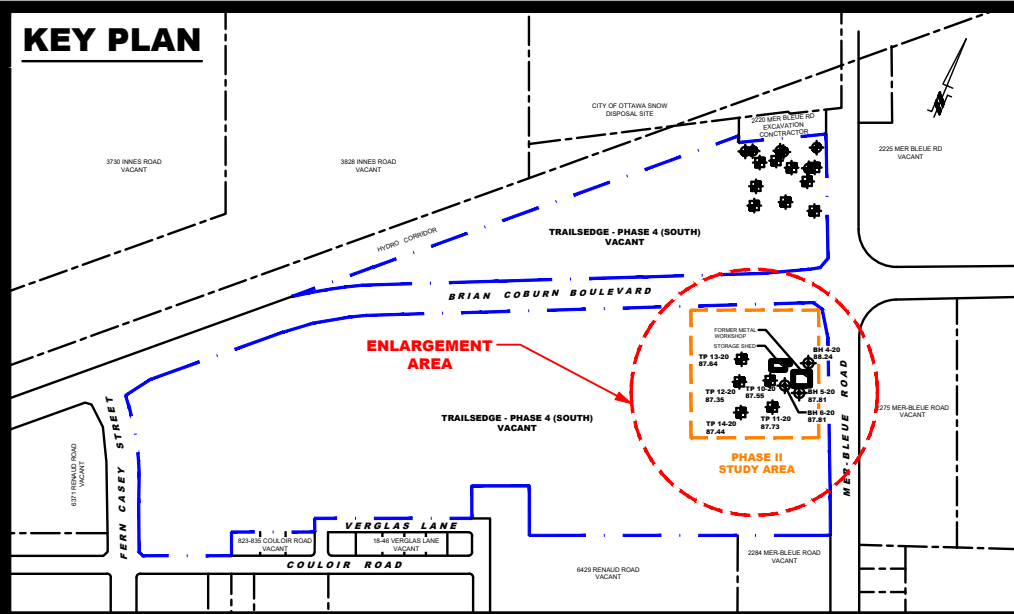 KEY PLAN
CITY OF OTTAWA SNOW
DISPOSAL SITE
2220 MER BLEUE RD
EXCAVATION
CONCTRACTOR
3730 INNES ROAD
VACANT
3828 INNES ROAD
VACANT
2225 MER BLEUE RD
VACANT
N
HYDRO CORRIDOR
TRAILSEDGE - PHASE 4 (SOUTH)
VACANT
BRIAN COBURN BOULEVARD
ENLARGEMENT
AREA
FORMER METAL
WORKSHOP
STORAGE SHED
BH 4-20
88.24
TP 13-20
87.64
TP 12-20
87.35
TP 10-20
87.55
BH 5-20
87.81
BH 6-20
87.81
TP 11-20
87.73
TP 14-20
87.44
MER-BLEUE ROAD
2275 MER-BLEUE ROAD
VACANT
TRAILSEDGE - PHASE 4 (SOUTH)
VACANT
PHASE II
STUDY AREA
FERN CASEY STREET
6371 RENAUD ROAD
VACANT
VERGLAS LANE
823-835 COULOIR ROAD
VACANT
18-46 VERGLAS LANE
VACANT
COULOIR ROAD
6429 RENAUD ROAD
VACANT
2284 MER-BLEUE ROAD
VACANT